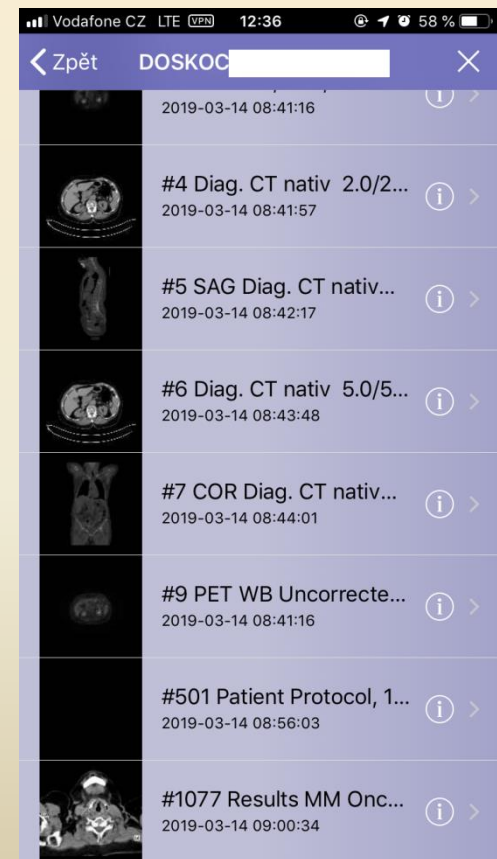 Vodafone CZ LTE VPN 12:36 58 %
Zpět DOSKOC
2019-03-14 08:41:16
#4 Diag. CT nativ 2.0/2...
2019-03-14 08:41:57
#5 SAG Diag. CT nativ...
2019-03-14 08:42:17
#6 Diag. CT nativ 5.0/5...
2019-03-14 08:43:48
#7 COR Diag. CT nativ...
2019-03-14 08:44:01
#9 PET WB Uncorrecte...
2019-03-14 08:41:16
#501 Patient Protocol, 1...
2019-03-14 08:56:03
#1077 Results MM Onc...
2019-03-14 09:00:34